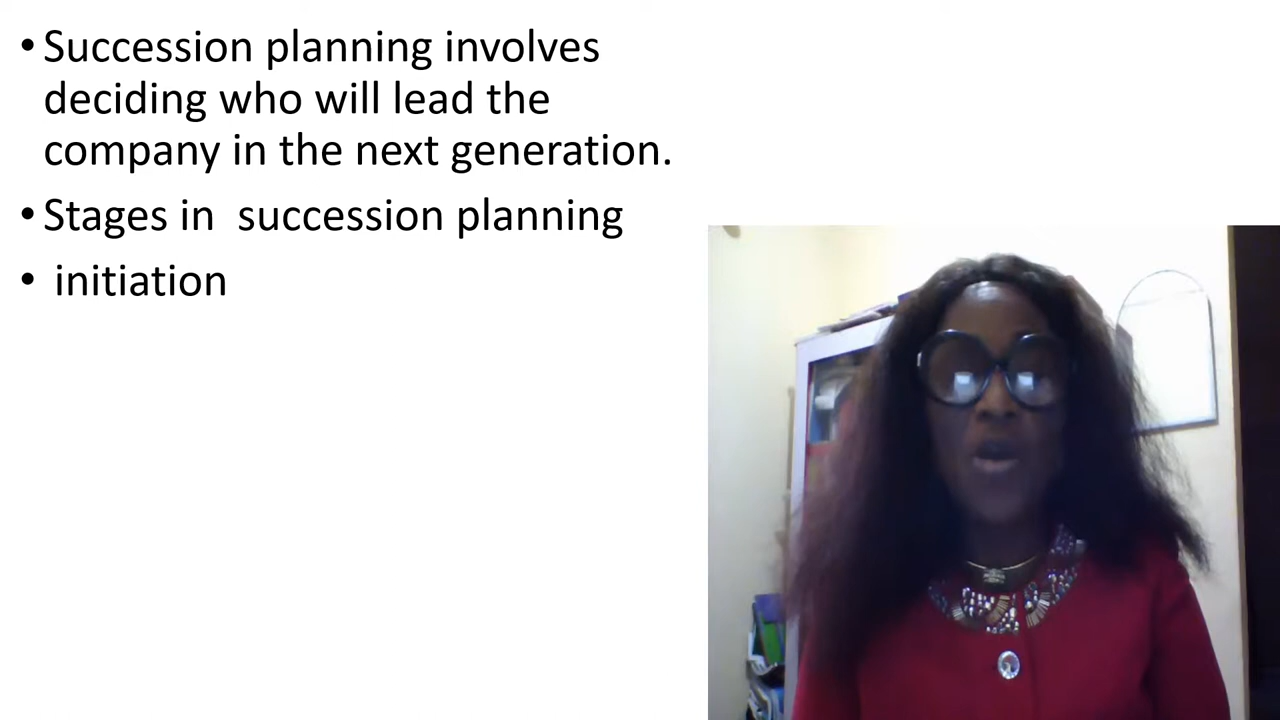 • Succession planning involves
deciding who will lead the
company in the next generation.
• Stages in  succession planning
•  initiation